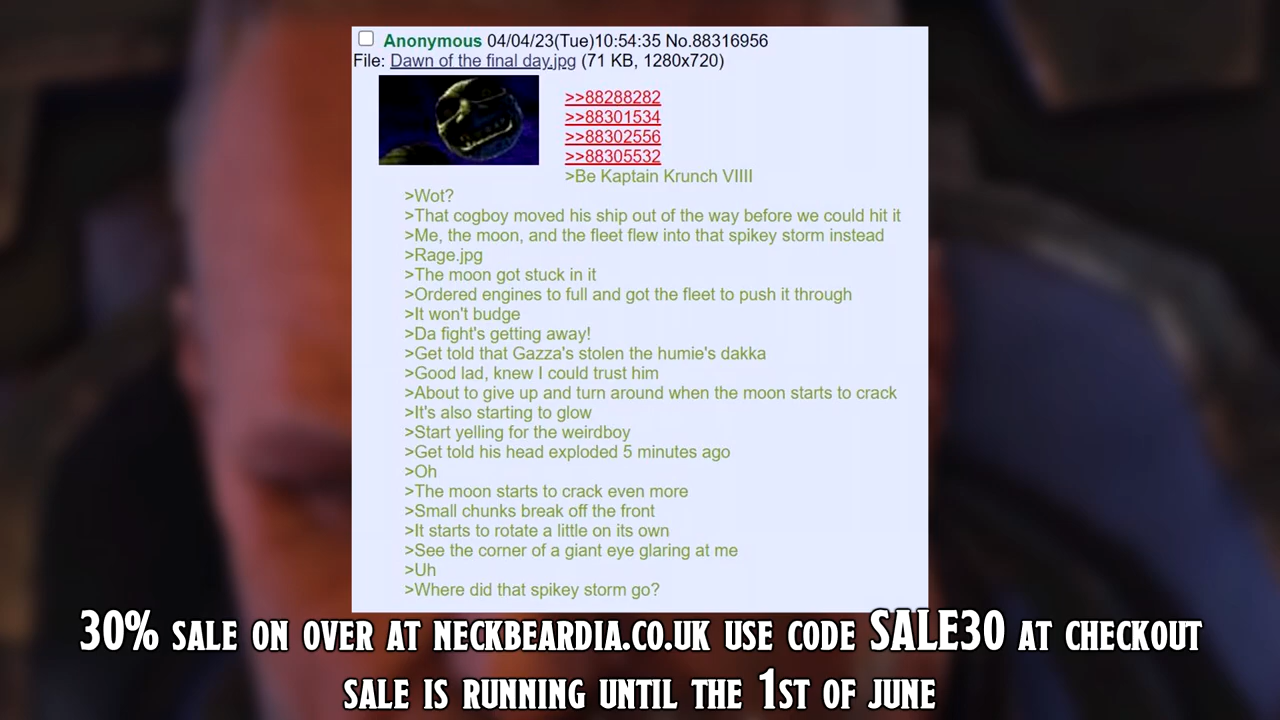 Anonymous 04/04/23(Tue)10:54:35 No.88316956
File: Dawn of the final day.jpg (71 KB, 1280x720)
>>88288282
>>88301534
>>88302556
>>88305532
>Be Kaptain Krunch VIIII
>Wot?
>That cogboy moved his ship out of the way before we could hit it
>Me, the moon, and the fleet flew into that spikey storm instead
>Rage.jpg
>The moon got stuck in it
>Ordered engines to full and got the fleet to push it through
>It won't budge
>Da fight's getting away!
>Get told that Gazza's stolen the humie's dakka
>Good lad, knew I could trust him
>About to give up and turn around when the moon starts to crack
>It's also starting to glow
>Start yelling for the weirdboy
>Get told his head exploded 5 minutes ago
>Oh
>The moon starts to crack even more
>Small chunks break off the front
>It starts to rotate a little on its own
>See the corner of a giant eye glaring at me
>Uh
>Where did that spikey storm go?
30% SALE ON OVER AT NECKBEARDIA.CO.UK USE CODE SALE30 AT CHECKOUT
SALE IS RUNNING UNTIL THE 1ST OF JUNE